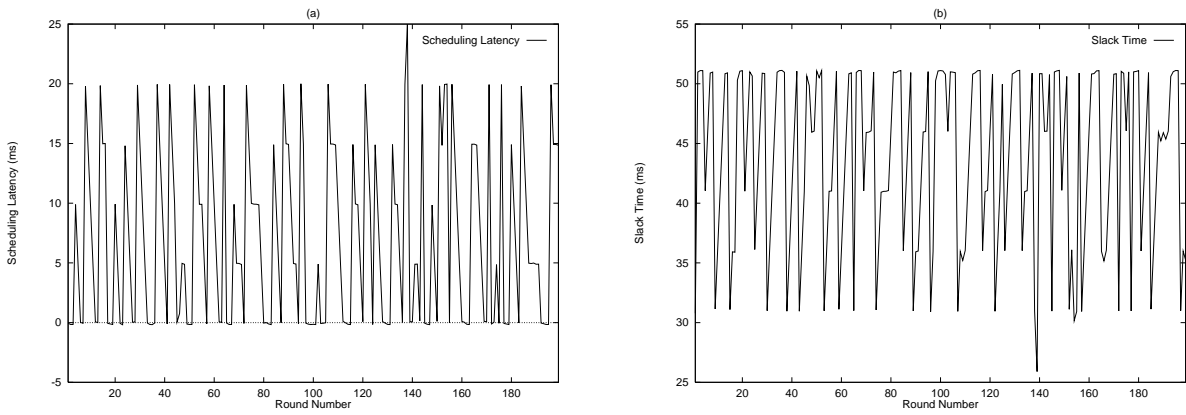 (a)
25
Scheduling Latency
20
15
10
5
0
-5
Scheduling Latency (ms)
20 40 60 80 100 120 140 160 180
Round Number
(b)
55
Slack Time
50
45
40
35
30
25
Slack Time (ms)
20 40 60 80 100 120 140 160 180
Round Number